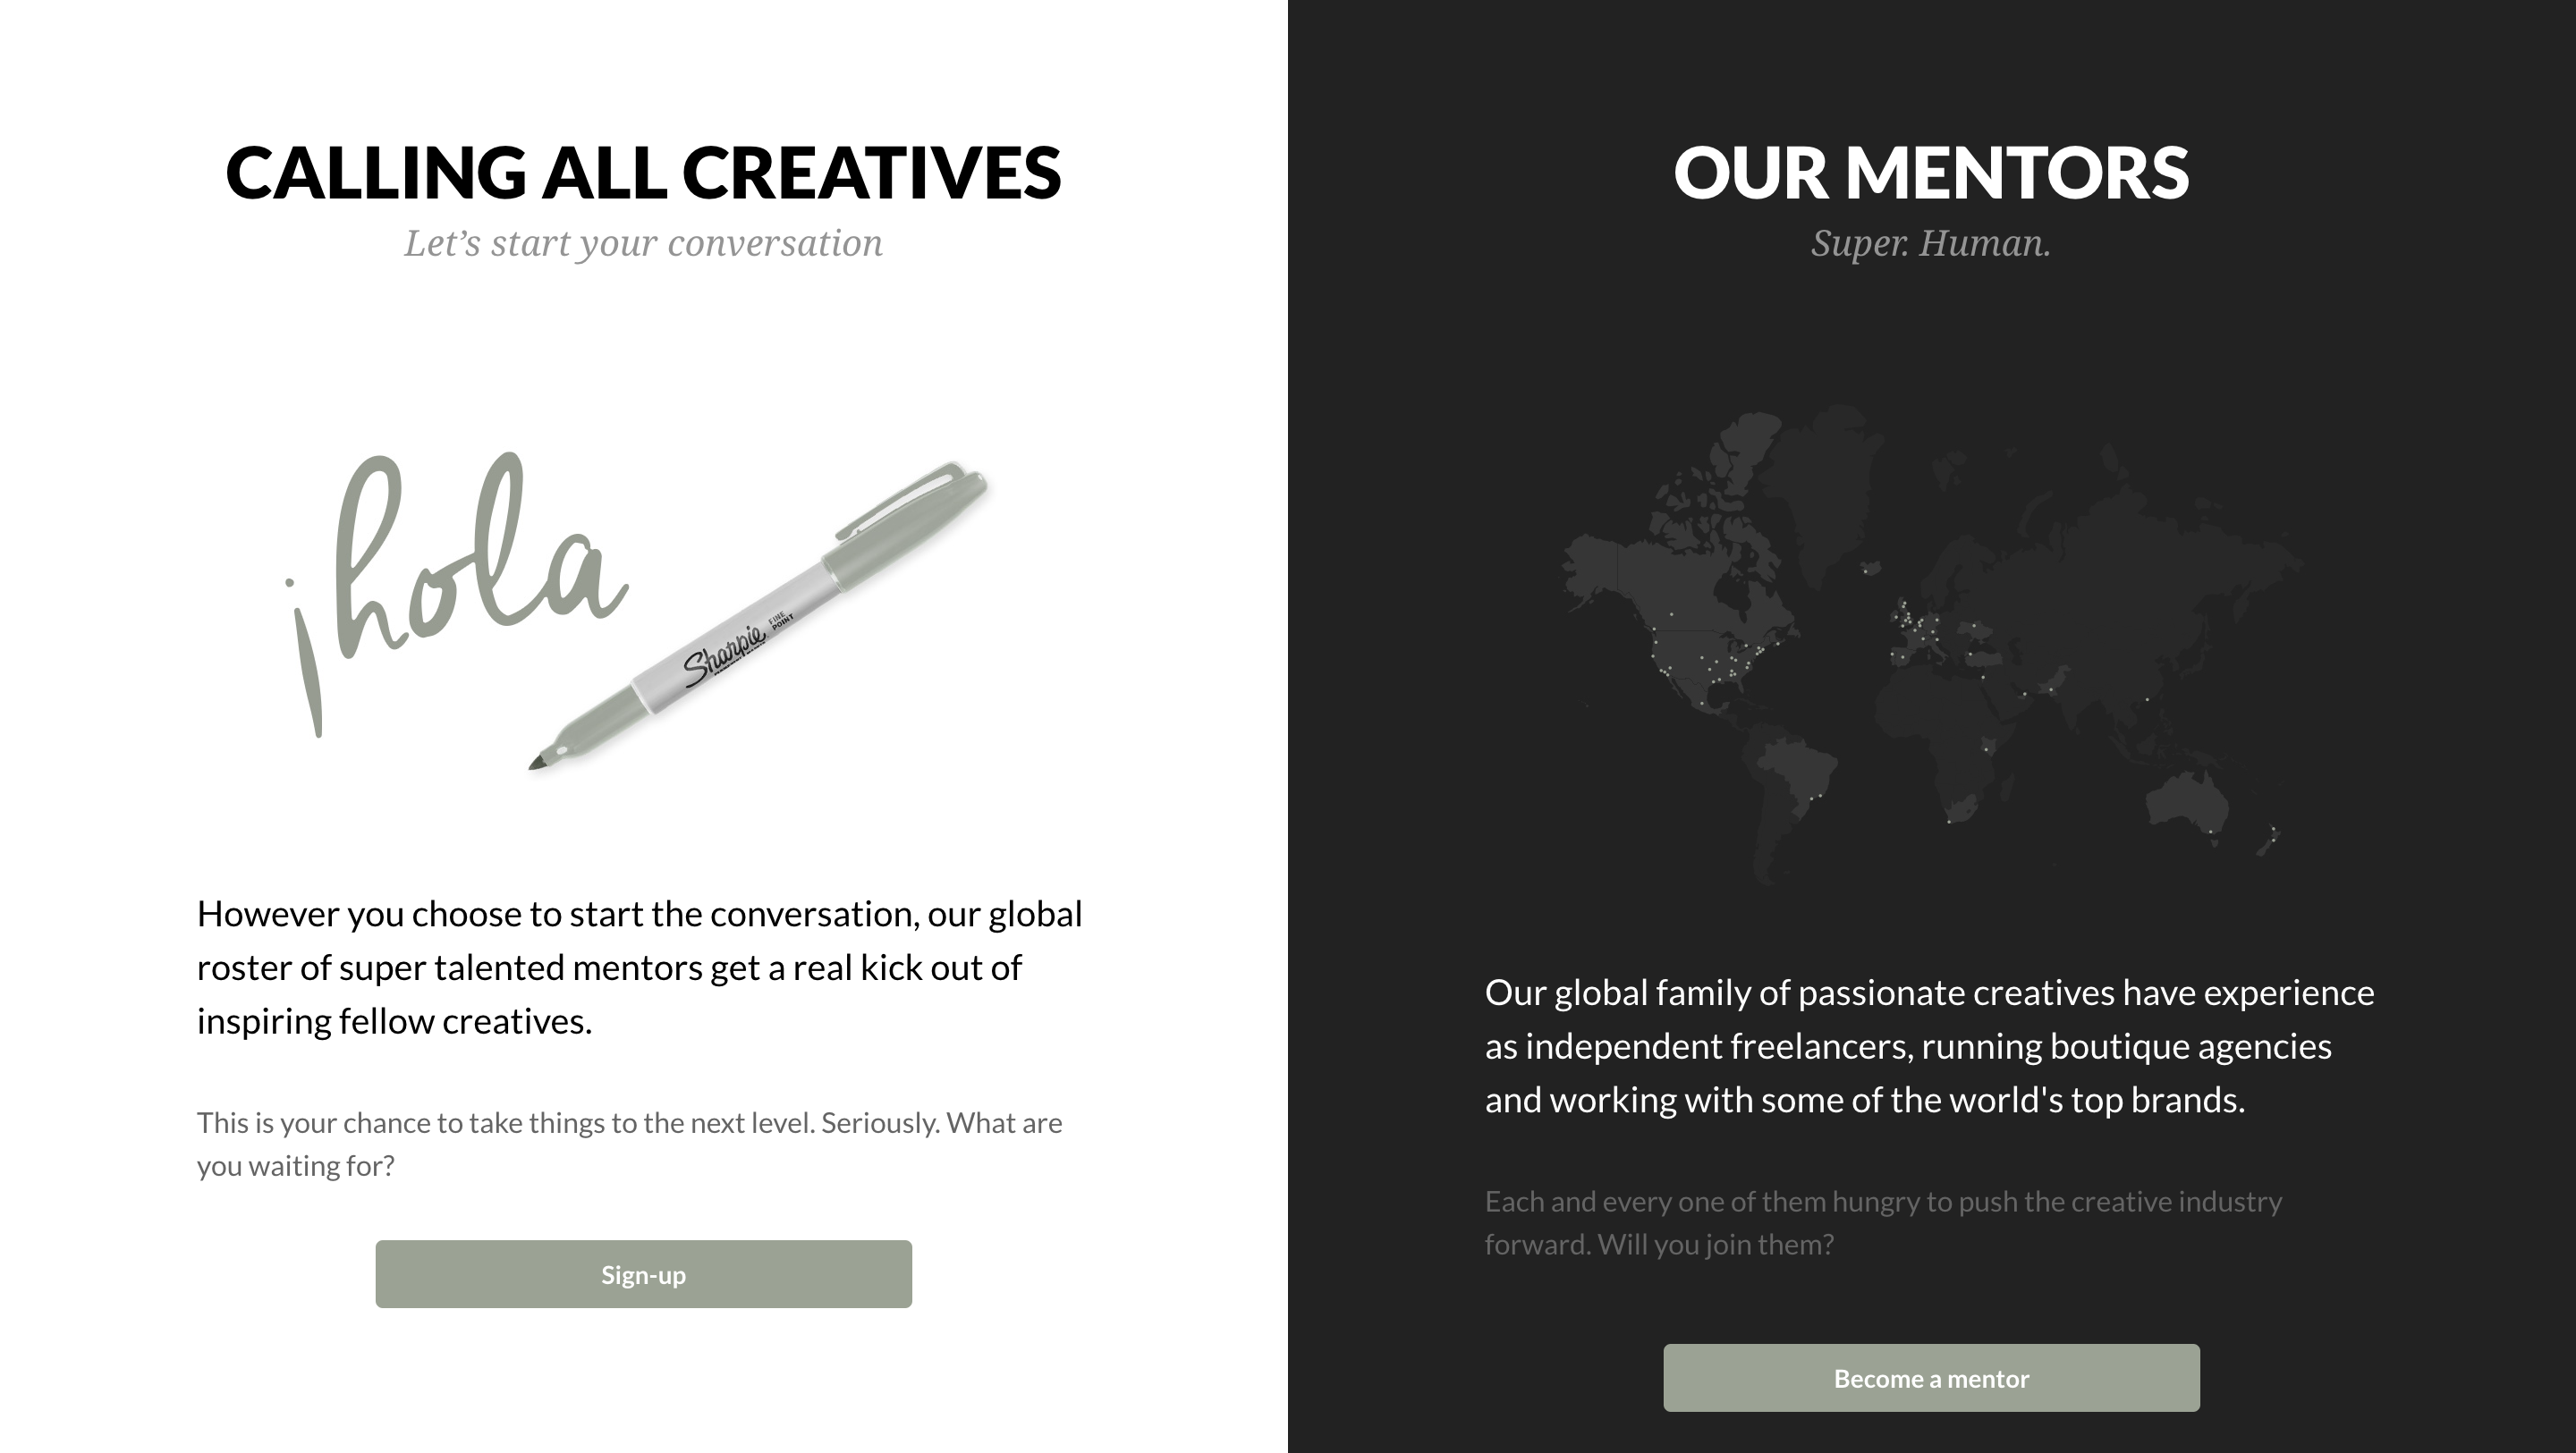 CALLING ALL CREATIVES
Let’s start your conversation
¡hola
Sharpie
FINE
POINT
However you choose to start the conversation, our global
roster of super talented mentors get a real kick out of
inspiring fellow creatives.
This is your chance to take things to the next level. Seriously. What are
you waiting for?
Sign-up
OUR MENTORS
Super. Human.
Our global family of passionate creatives have experience
as independent freelancers, running boutique agencies
and working with some of the world's top brands.
Each and every one of them hungry to push the creative industry
forward. Will you join them?
Become a mentor